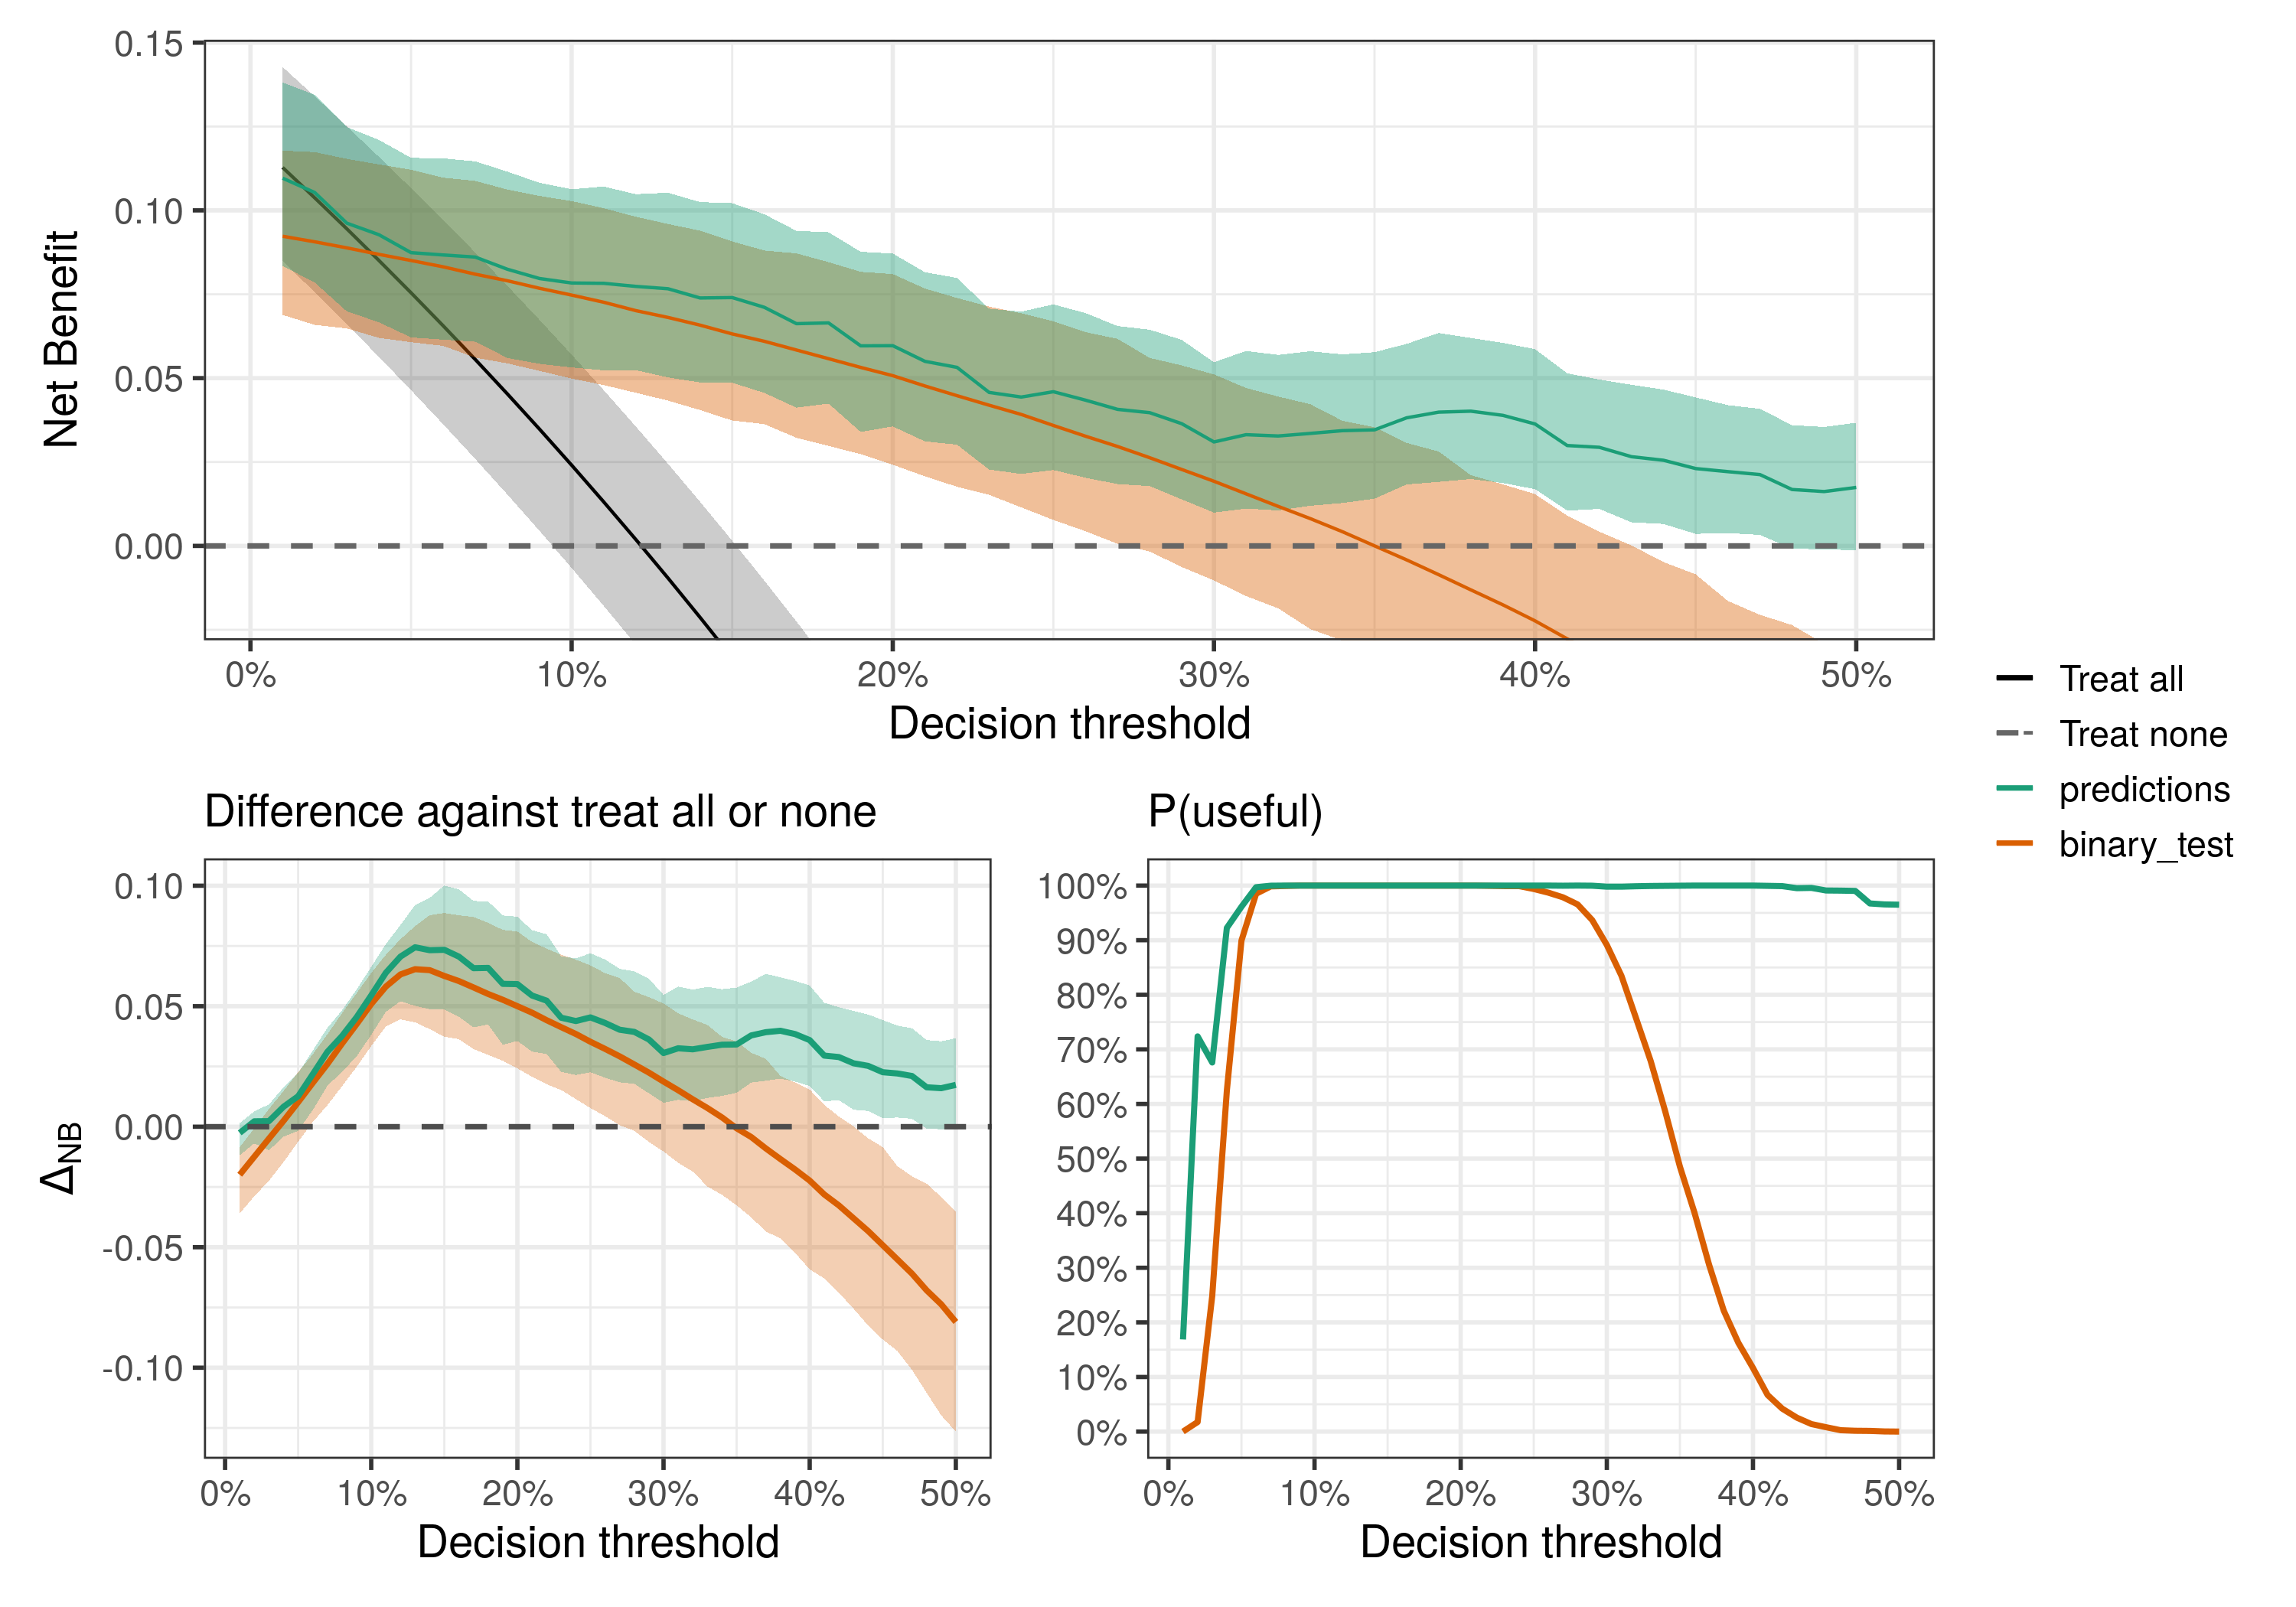 0.15
0.10
0.05
0.00
Net Benefit
0% 10% 20% 30% 40% 50%
Decision threshold
Treat all
Treat none
predictions
binary_test
Difference against treat all or none
0.10
0.05
0.00
-0.05
-0.10
ΔNB
0% 10% 20% 30% 40% 50%
Decision threshold
P(useful)
100%
90%
80%
70%
60%
50%
40%
30%
20%
10%
0%
0% 10% 20% 30% 40% 50%
Decision threshold